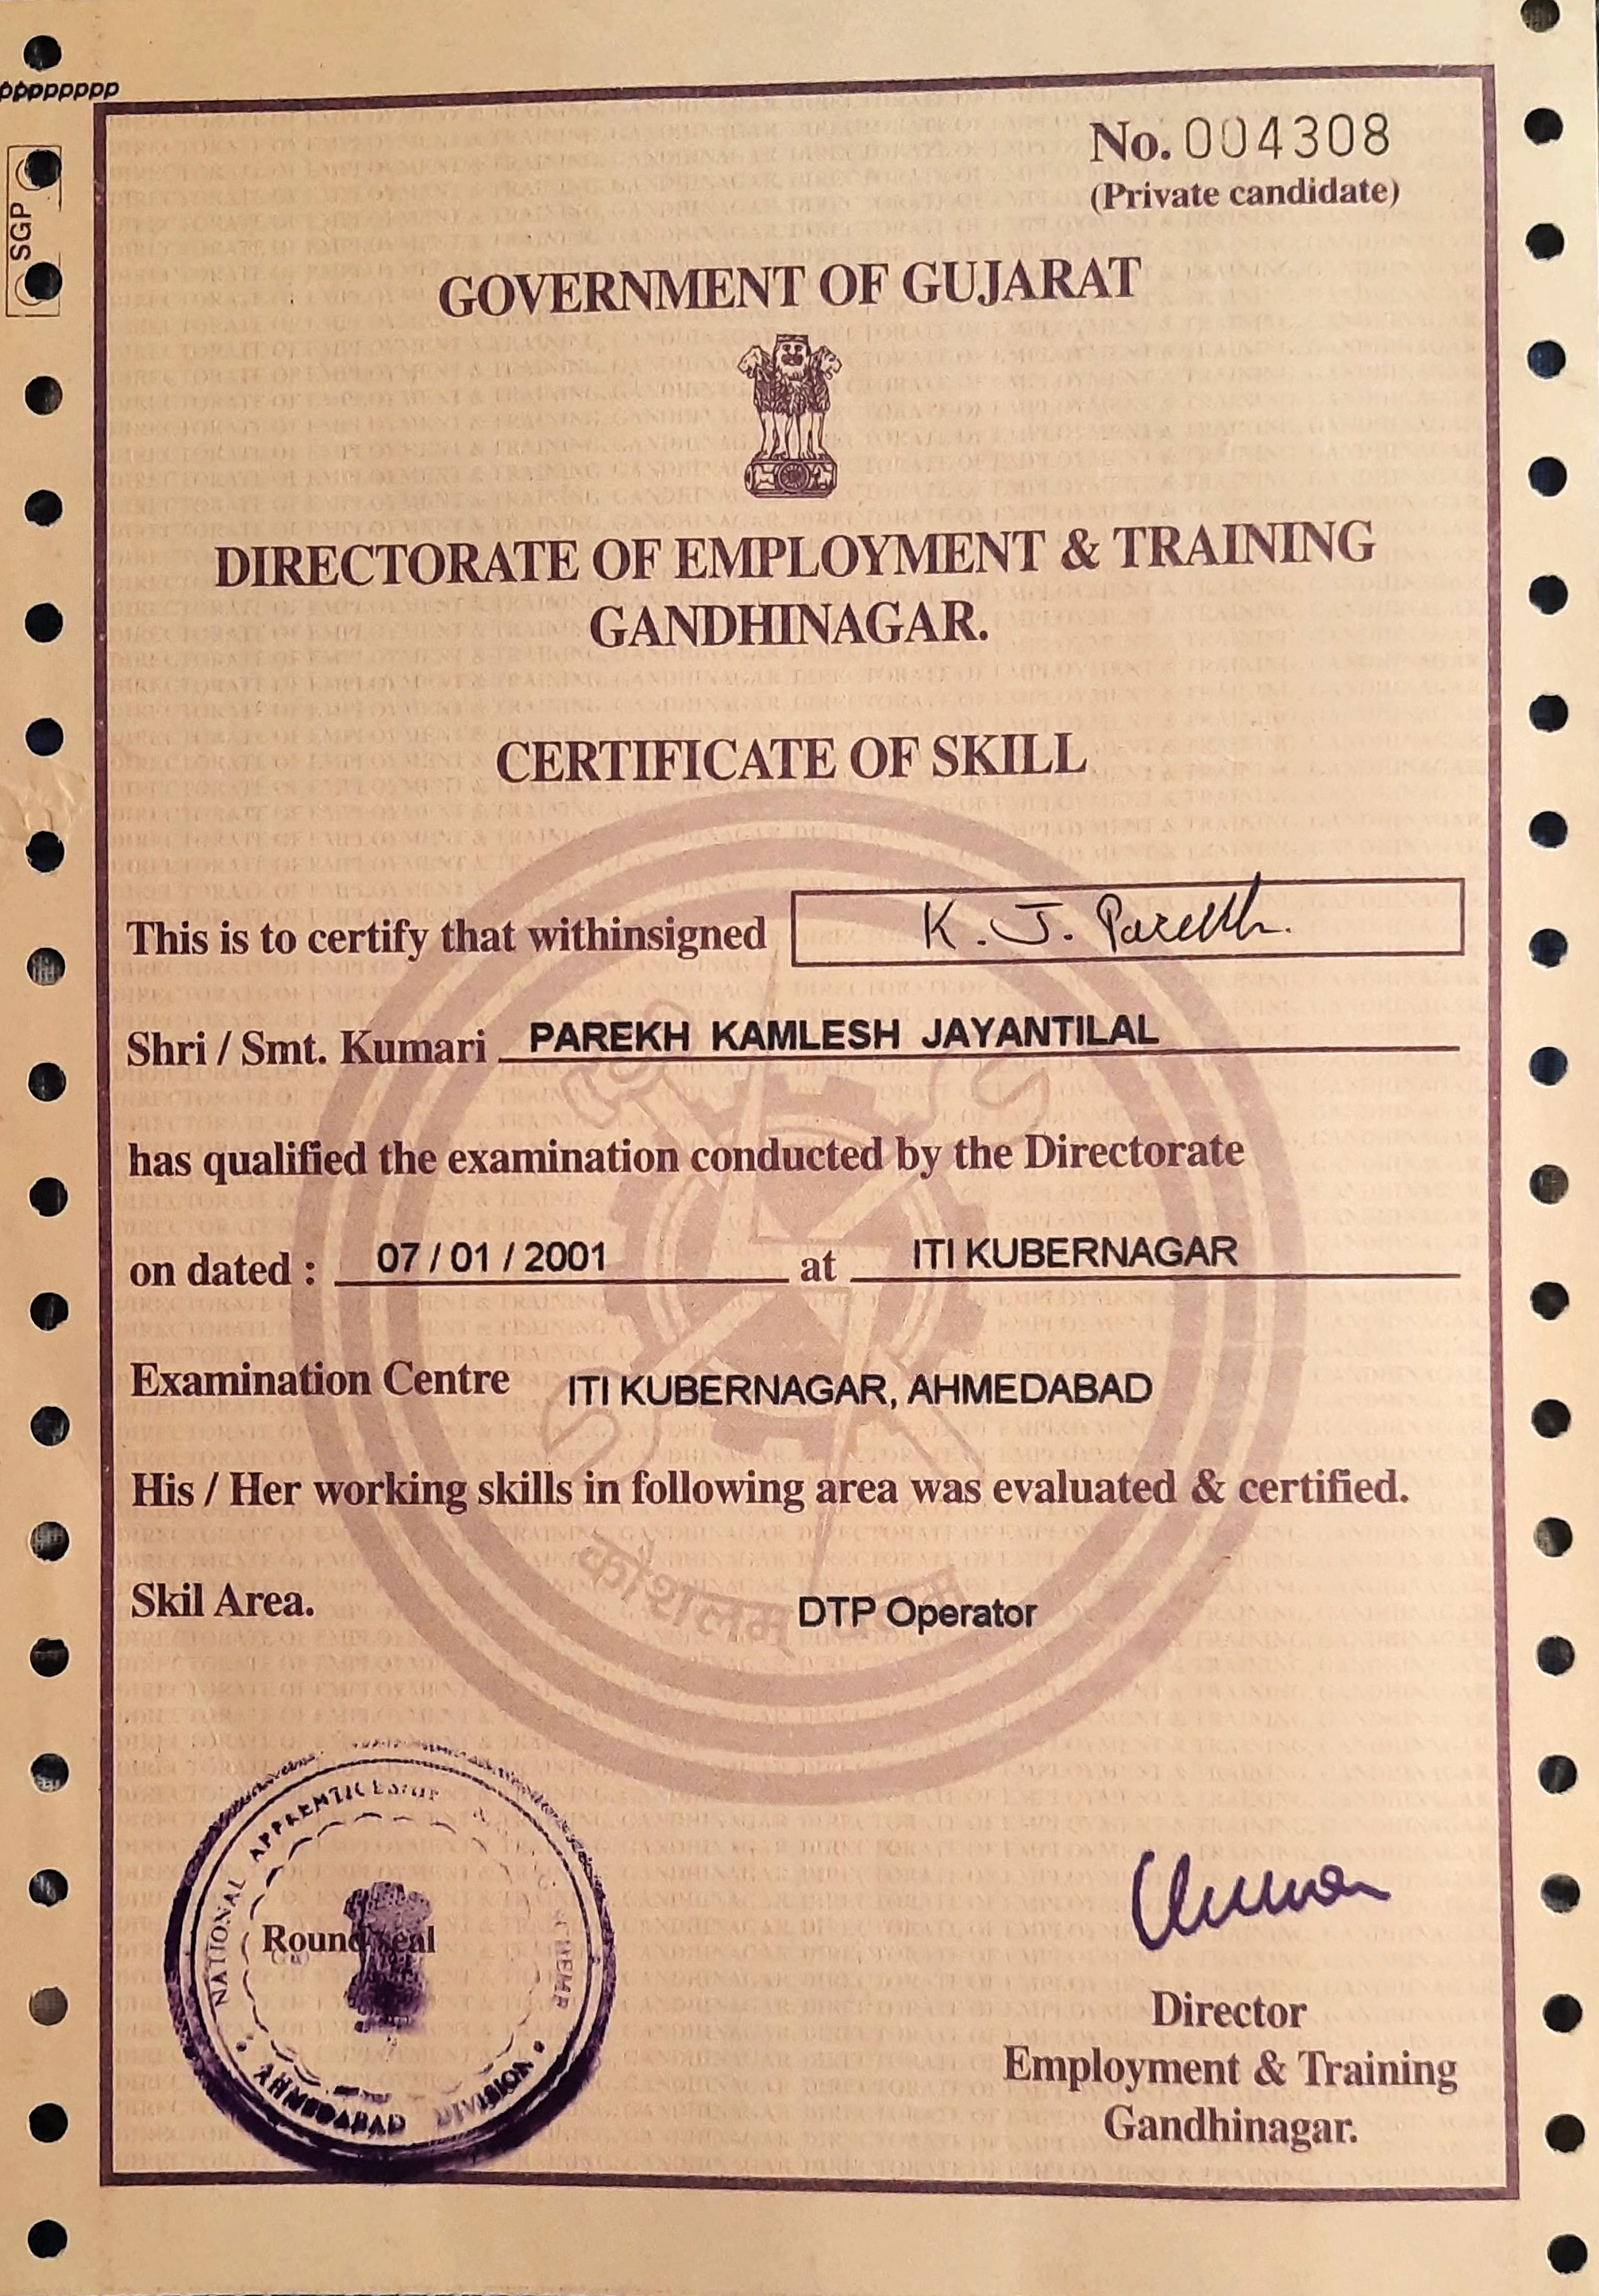 pppppppp
SGP
No. 004308
(Private candidate)
GOVERNMENT OF GUJARAT
DIRECTORATE OF EMPLOYMENT & TRAINING
GANDHINAGAR.
CERTIFICATE OF SKILL
This is to certify that withinsigned K. J. Parekh.
Shri / Smt. Kumari PAREKH KAMLESH JAYANTILAL
has qualified the examination conducted by the Directorate
on dated : 07 / 01 / 2001 at ITI KUBERNAGAR
Examination Centre ITI KUBERNAGAR, AHMEDABAD
His / Her working skills in following area was evaluated & certified.
Skil Area. DTP Operator
कौशलम्
NATIONAL APPRENTICESHIP SCHEME
Round Seal
AHMEDABAD DIVISION
Director
Employment & Training
Gandhinagar.